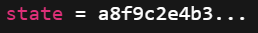 state = a8f9c2e4b3...